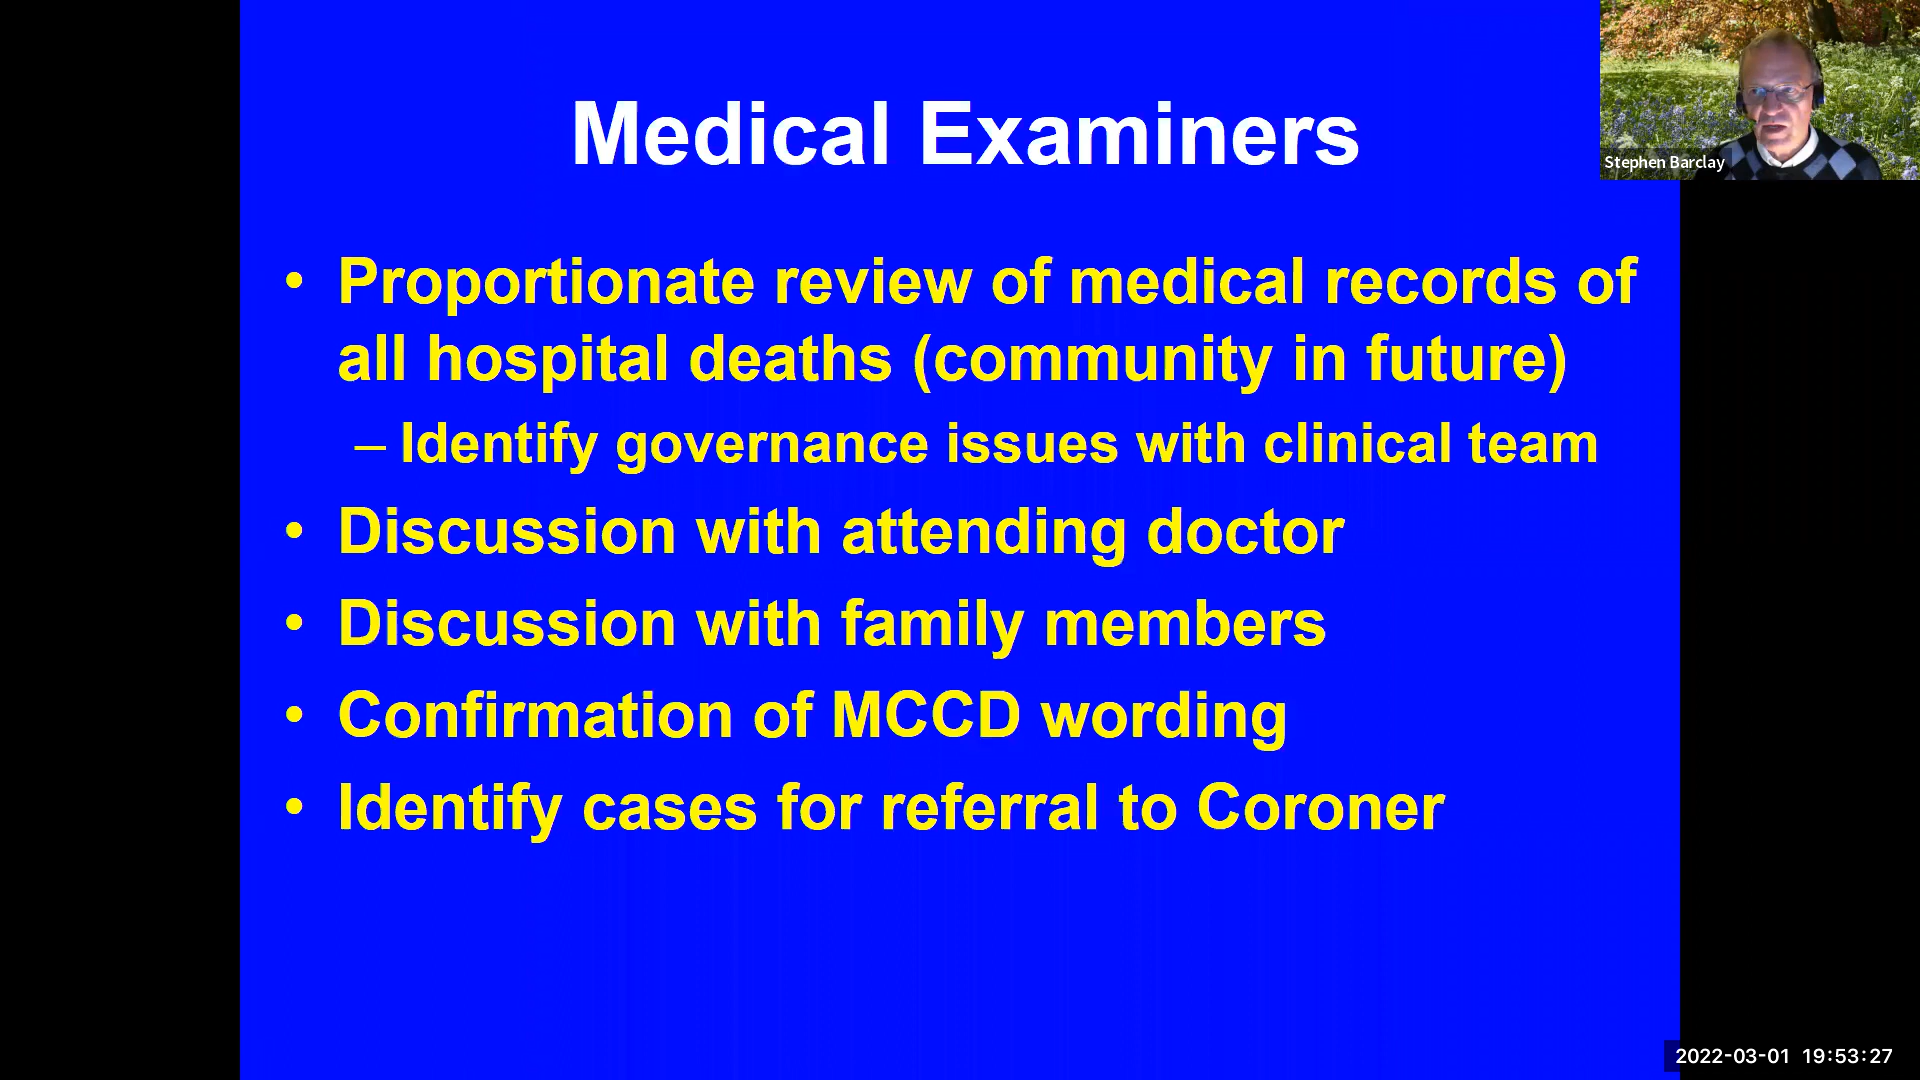 Medical Examiners
• Proportionate review of medical records of
all hospital deaths (community in future)
– Identify governance issues with clinical team
• Discussion with attending doctor
• Discussion with family members
• Confirmation of MCCD wording
• Identify cases for referral to Coroner
Stephen Barclay
2022-03-01 19:53:27